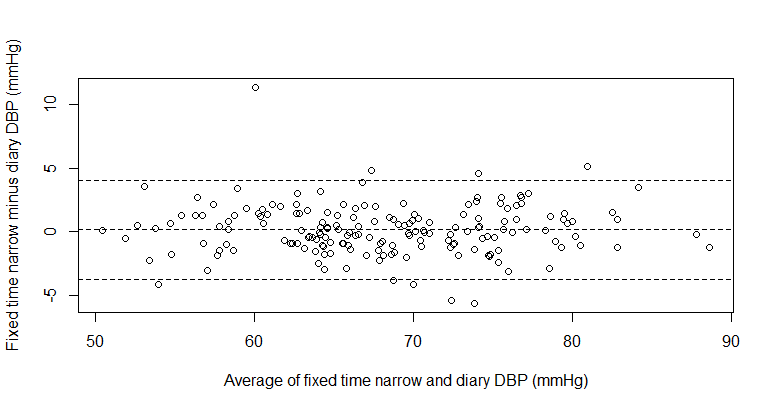 Fixed time narrow minus diary DBP (mmHg)
10
5
0
-5
50 60 70 80 90
Average of fixed time narrow and diary DBP (mmHg)